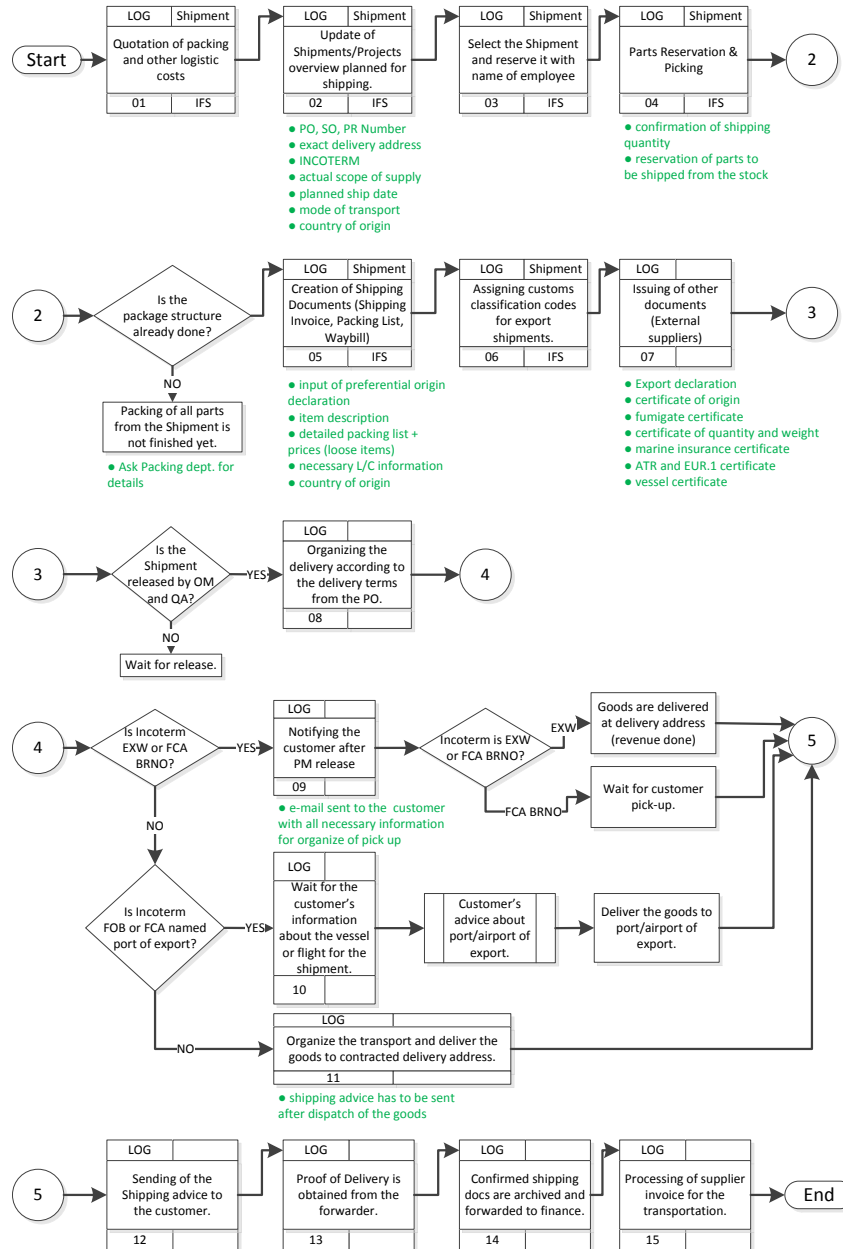 LOG Shipment
Quotation of packing
and other logistic
costs
01 IFS
Start
LOG Shipment
Update of
Shipments/Projects
overview planned for
shipping.
02 IFS
● PO, SO, PR Number
● exact delivery address
● INCOTERM
● actual scope of supply
● planned ship date
● mode of transport
● country of origin
LOG Shipment
Select the Shipment
and reserve it with
name of employee
03 IFS
LOG Shipment
Parts Reservation &
Picking
04 IFS
● confirmation of shipping
quantity
● reservation of parts to
be shipped from the stock
2
2
Is the
package structure
already done?
NO
Packing of all parts
from the Shipment is
not finished yet.
● Ask Packing dept. for
details
LOG Shipment
Creation of Shipping
Documents (Shipping
Invoice, Packing List,
Waybill)
05 IFS
● input of preferential origin
declaration
● item description
● detailed packing list +
prices (loose items)
● necessary L/C information
● country of origin
LOG Shipment
Assigning customs
classification codes
for export
shipments.
06 IFS
LOG
Issuing of other
documents
(External
suppliers)
07
● Export declaration
● certificate of origin
● fumigate certificate
● certificate of quantity and weight
● marine insurance certificate
● ATR and EUR.1 certificate
● vessel certificate
3
3
Is the
Shipment
released by OM
and QA?
YES
NO
Wait for release.
LOG
Organizing the
delivery according to
the delivery terms
from the PO.
08
4
4
Is Incoterm
EXW or FCA
BRNO?
YES
NO
LOG
Notifying the
customer after
PM release
09
● e-mail sent to the customer
with all necessary information
for organize of pick up
Incoterm is EXW
or FCA BRNO?
EXW
FCA BRNO
Goods are delivered
at delivery address
(revenue done)
Wait for customer
pick-up.
5
Is Incoterm
FOB or FCA named
port of export?
YES
NO
LOG
Wait for the
customer's
information
about the vessel
or flight for the
shipment.
10
Customer's
advice about
port/airport of
export.
Deliver the goods to
port/airport of
export.
LOG
Organize the transport and deliver the
goods to contracted delivery address.
11
● shipping advice has to be sent
after dispatch of the goods
5
LOG
Sending of the
Shipping advice to
the customer.
12
LOG
Proof of Delivery is
obtained from the
forwarder.
13
LOG
Confirmed shipping
docs are archived and
forwarded to finance.
14
LOG
Processing of supplier
invoice for the
transportation.
15
End